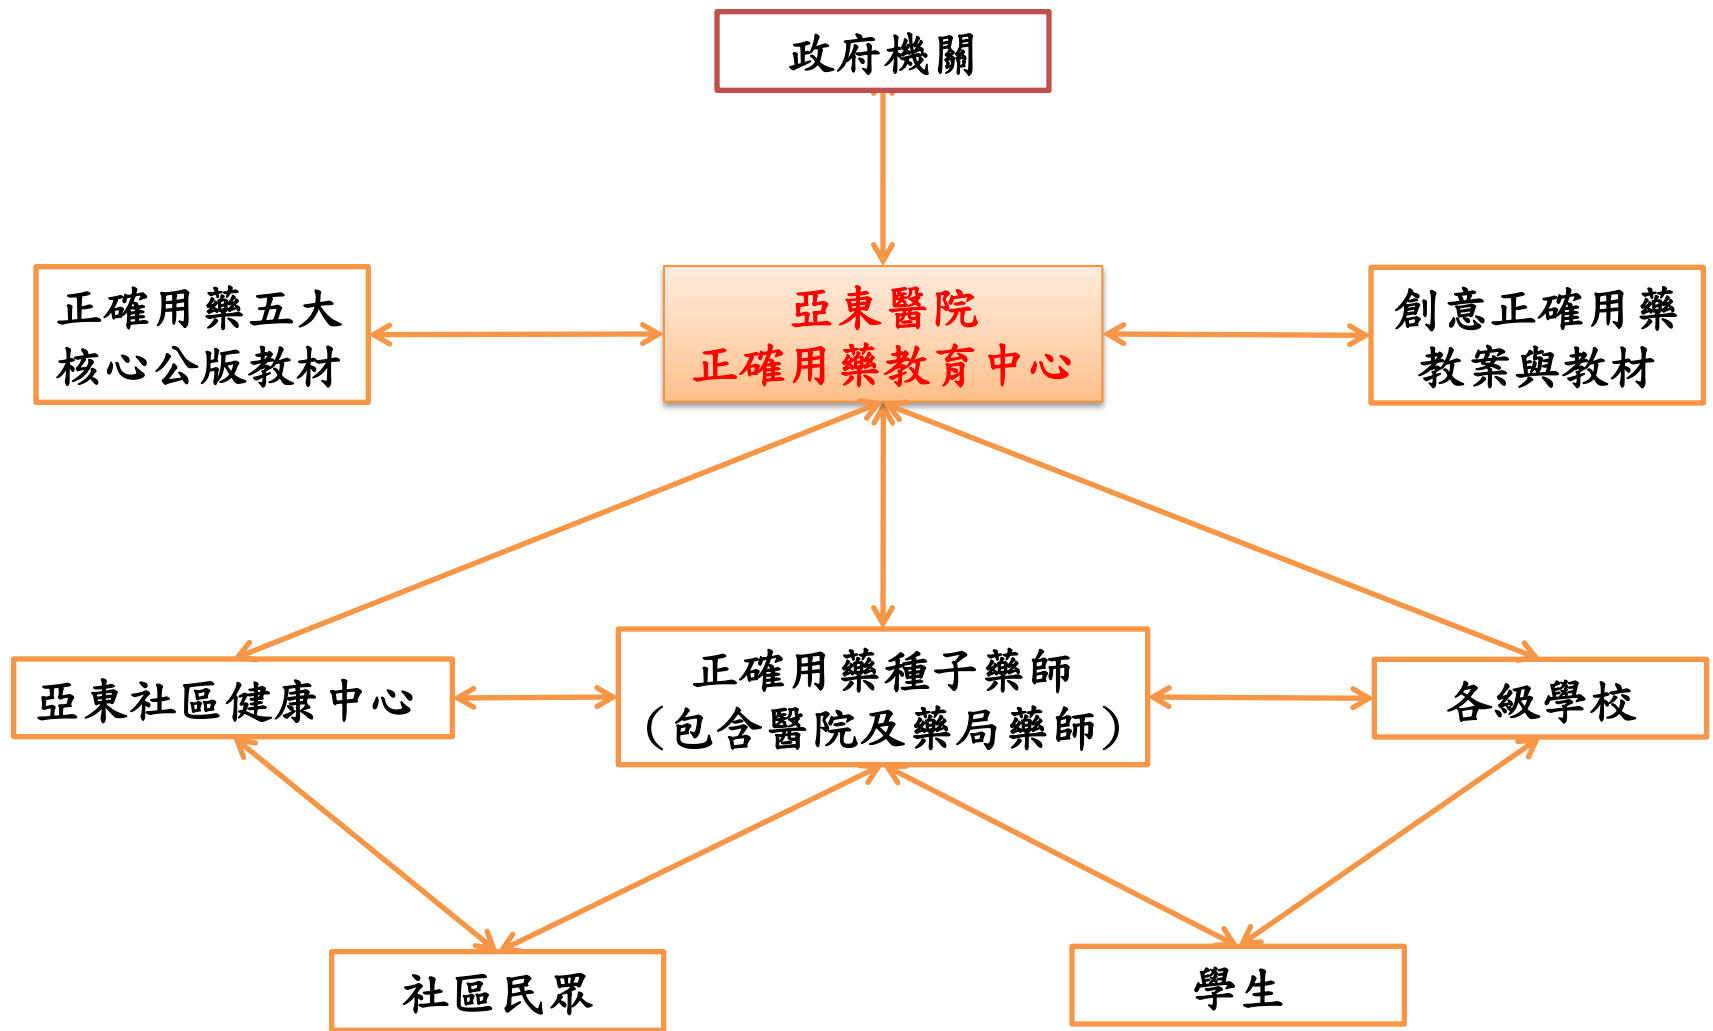 政府機關
正確用藥五大
核心公版教材
亞東醫院
正確用藥教育中心
創意正確用藥
教案與教材
亞東社區健康中心
正確用藥種子藥師
（包含醫院及藥局藥師）
各級學校
社區民眾
學生